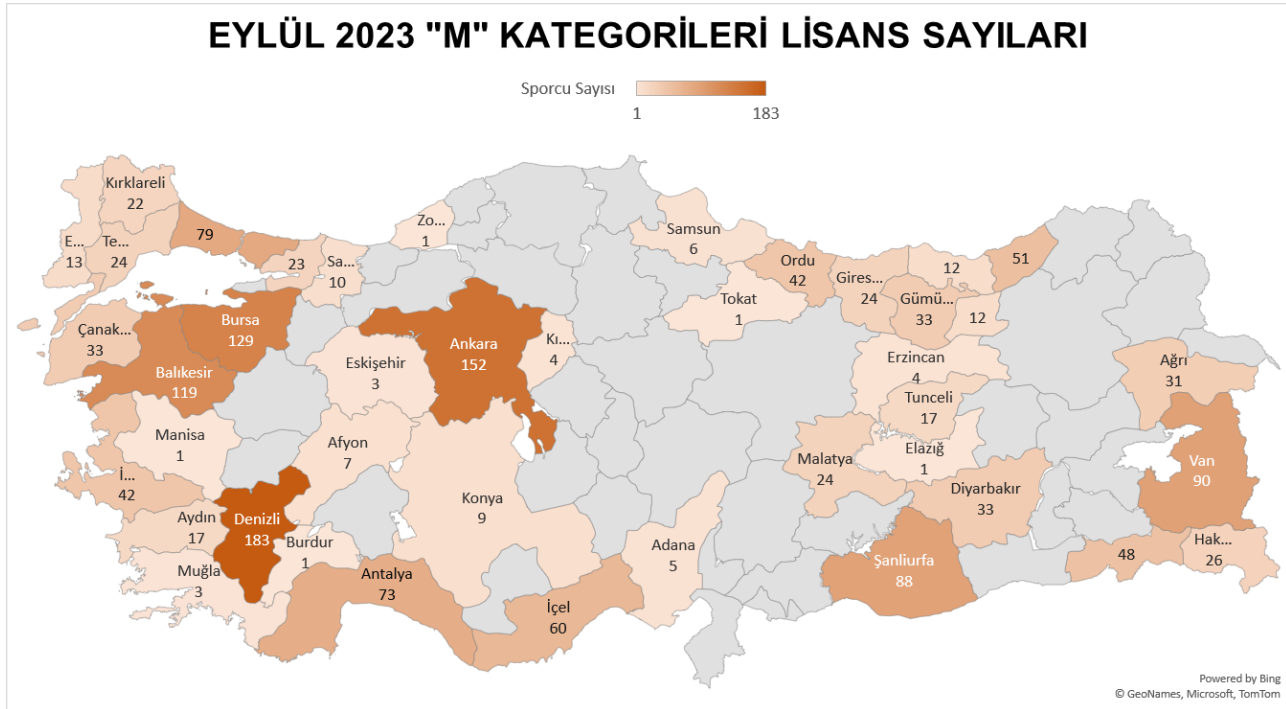 EYLÜL 2023 "M" KATEGORİLERİ LİSANS SAYILARI
Sporcu Sayısı
1
183
Kırklareli
22
E...
13
Te...
24
79
23
Sa...
10
Zo...
1
Samsun
6
Ordu
42
Gires...
24
12
51
Gümü...
33
12
Tokat
1
Çanak...
33
Bursa
129
Balıkesir
119
Eskişehir
3
Ankara
152
Kı...
4
Erzincan
4
Tunceli
17
Ağrı
31
Manisa
1
İ...
42
Afyon
7
Konya
9
Malatya
24
Elazığ
1
Diyarbakır
33
Van
90
Aydın
17
Denizli
183
Burdur
1
Muğla
3
Antalya
73
İçel
60
Adana
5
Şanliurfa
88
48
Hak...
26
Powered by Bing
© GeoNames, Microsoft, TomTom